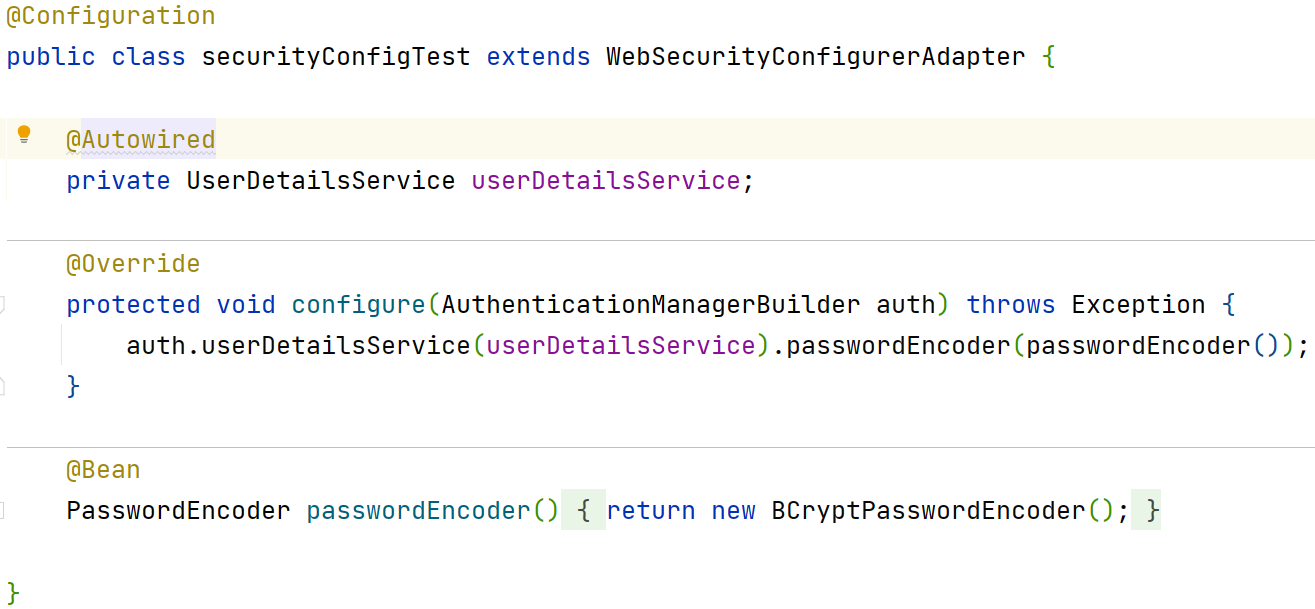 @Configuration
public class securityConfigTest extends WebSecurityConfigurerAdapter {
@Autowired
private UserDetailsService userDetailsService;
@Override
protected void configure(AuthenticationManagerBuilder auth) throws Exception {
auth.userDetailsService(userDetailsService).passwordEncoder(passwordEncoder());
}
@Bean
PasswordEncoder passwordEncoder() { return new BCryptPasswordEncoder(); }
}